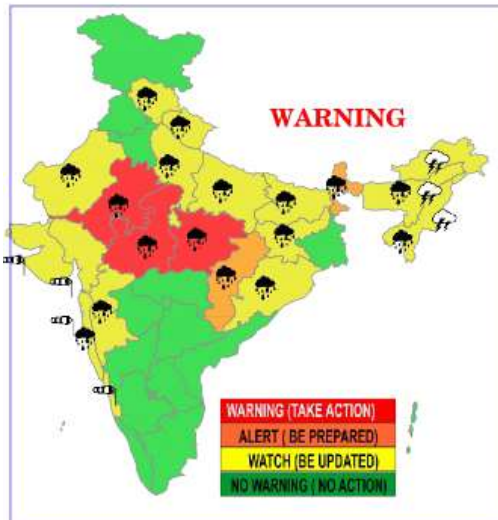 WARNING
WARNING (TAKE ACTION)
ALERT ( BE PREPARED)
WATCH (BE UPDATED)
NO WARNING ( NO ACTION)